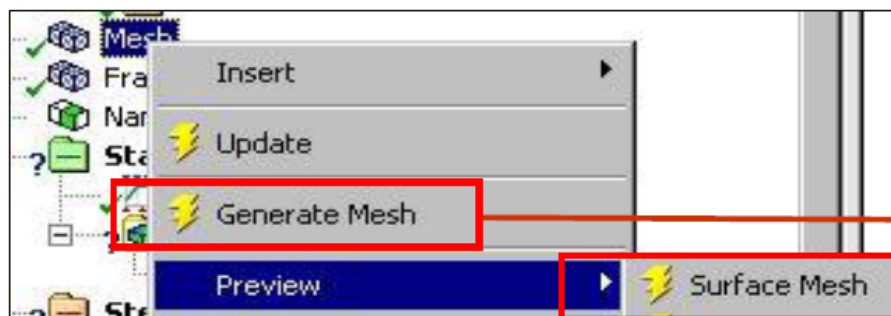 Mesh
Insert
Fra
Nar
Update
Sta
Generate Mesh
Preview
Surface Mesh
Ste